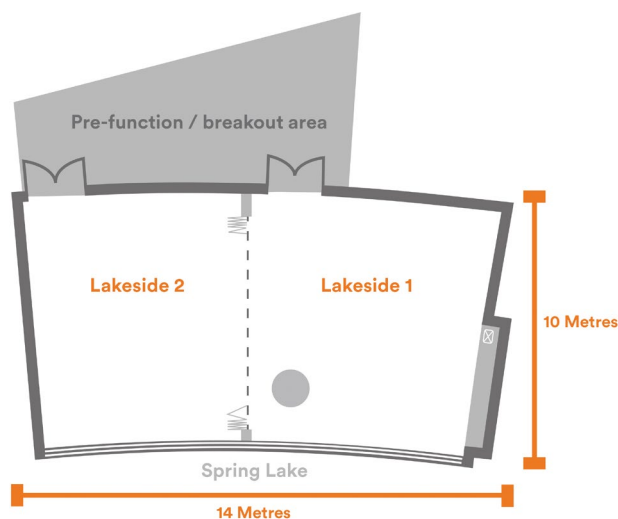 Pre-function / breakout area
Lakeside 2
Lakeside 1
10 Metres
Spring Lake
14 Metres